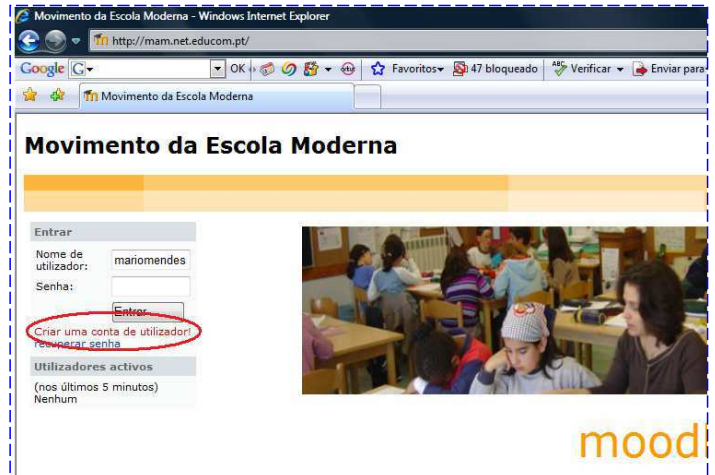 Movimento da Escola Moderna - Windows Internet Explorer
http://mam.net.educom.pt/
Google G OK Favoritos 47 bloqueado ABC Verificar Enviar para
Movimento da Escola Moderna
Movimento da Escola Moderna
Entrar
Nome de
utilizador: mariomendes
Senha:
Entrar
Criar uma conta de utilizador!
recuperar senha
Utilizadores activos
(nos últimos 5 minutos)
Nenhum
mood